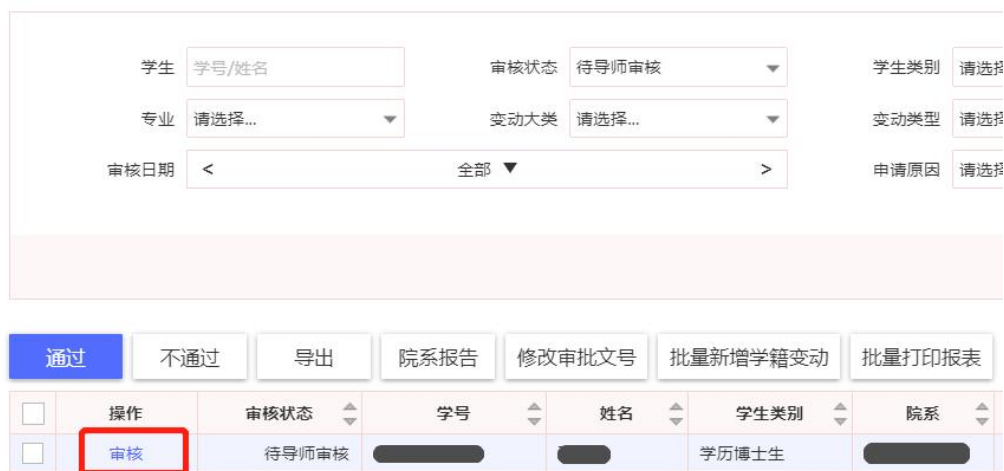 学生 学号/姓名 审核状态 待导师审核 学生类别 请选择
专业 请选择... 变动大类 请选择... 变动类型 请选择
审核日期 < 全部 ▼ > 申请原因 请选择
通过 不通过 导出 院系报告 修改审批文号 批量新增学籍变动 批量打印报表
操作 审核状态 学号 姓名 学生类别 院系
审核 待导师审核 学历博士生